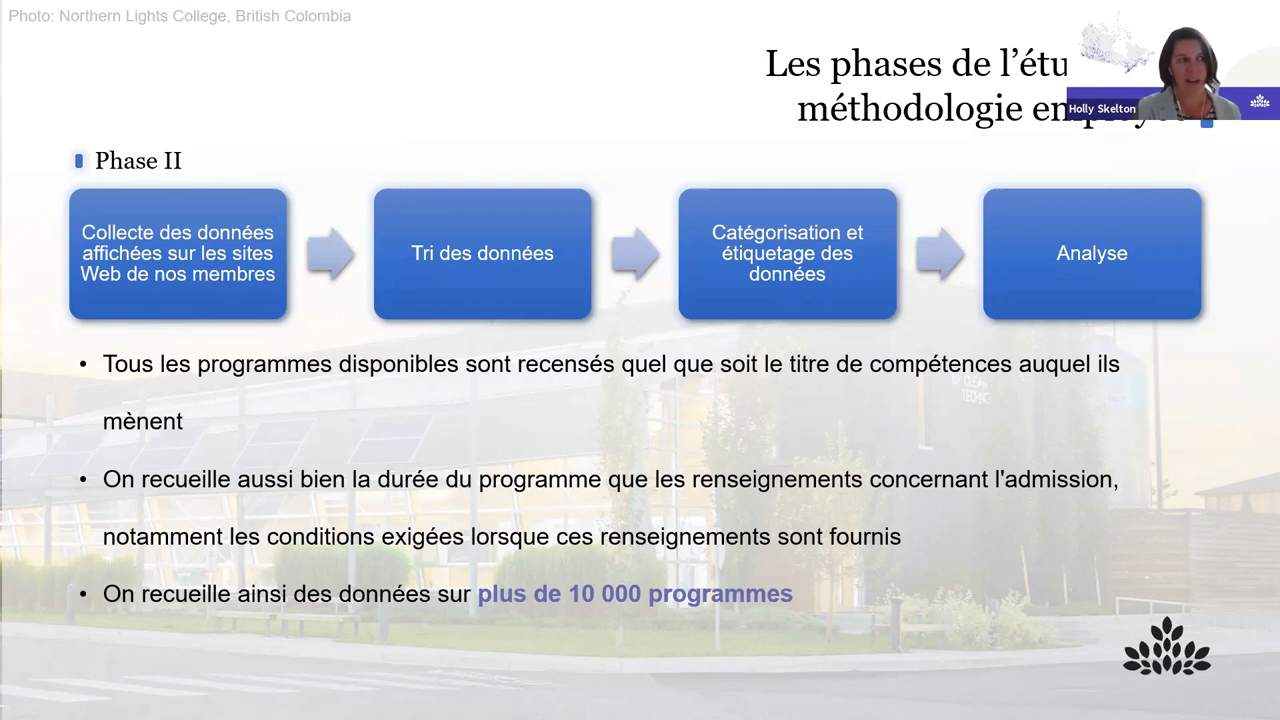 Photo: Northern Lights College, British Colombia
Les phases de l’étu
méthodologie em
Holly Skelton
Phase II
Collecte des données
affichées sur les sites
Web de nos membres
Tri des données
Catégorisation et
étiquetage des
données
Analyse
• Tous les programmes disponibles sont recensés quel que soit le titre de compétences auquel ils
mènent
• On recueille aussi bien la durée du programme que les renseignements concernant l'admission,
notamment les conditions exigées lorsque ces renseignements sont fournis
• On recueille ainsi des données sur plus de 10 000 programmes